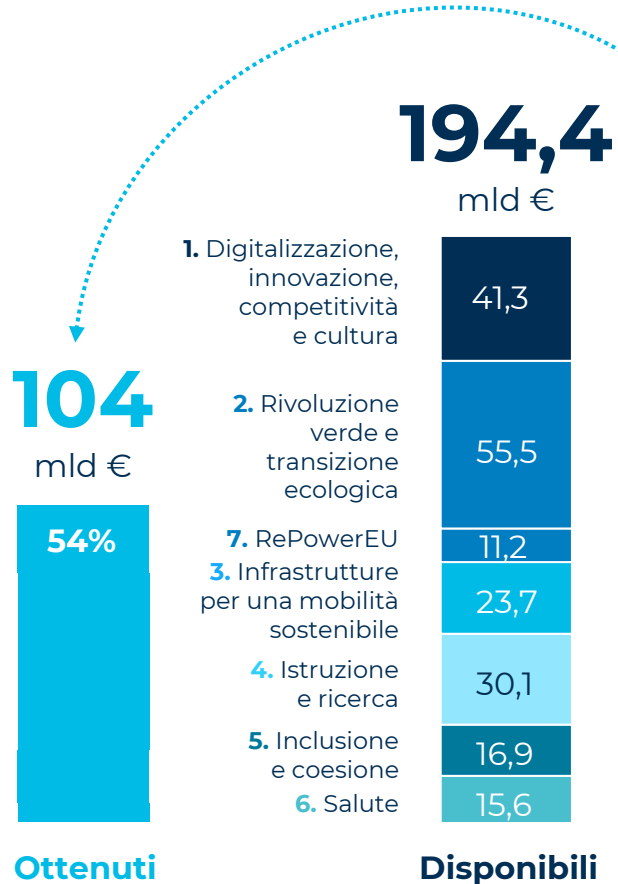 194,4
mld €
1. Digitalizzazione,
innovazione,
competitività
e cultura
41,3
104
mld €
54%
2. Rivoluzione
verde e
transizione
ecologica
55,5
7. RePowerEU
11,2
3. Infrastrutture
per una mobilità
sostenibile
23,7
4. Istruzione
e ricerca
30,1
5. Inclusione
e coesione
16,9
6. Salute
15,6
Ottenuti
Disponibili